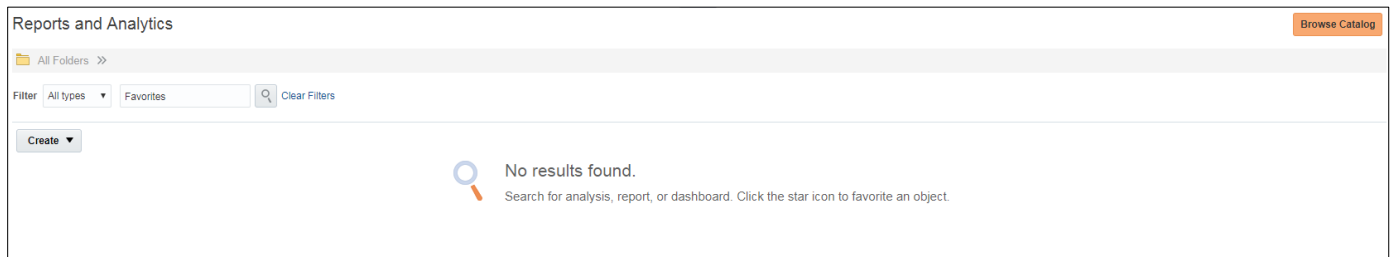 Reports and Analytics
Browse Catalog
All Folders »
Filter All types ▼ Favorites Clear Filters
Create ▼
No results found.
Search for analysis, report, or dashboard. Click the star icon to favorite an object.